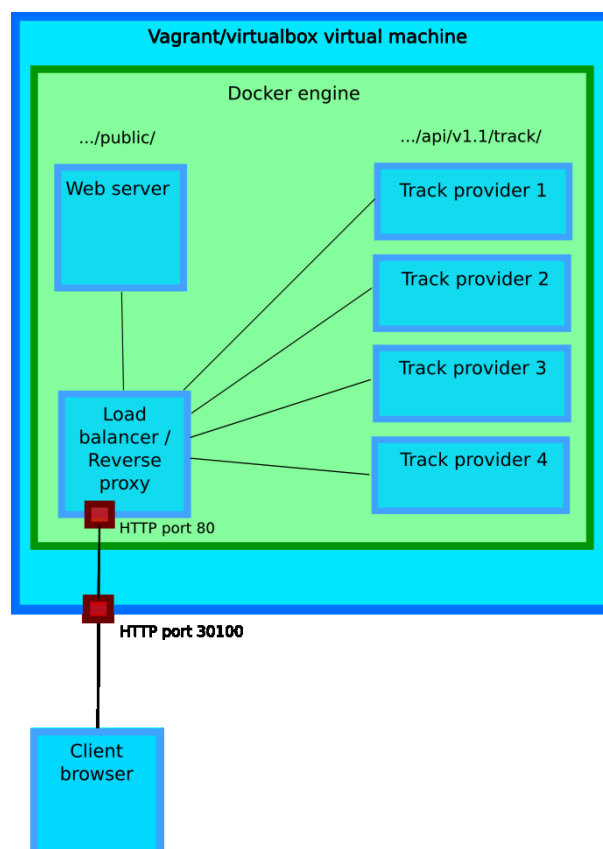 Vagrant/virtualbox virtual machine
Docker engine
.../public/
.../api/v1.1/track/
Web server
Track provider 1
Track provider 2
Track provider 3
Track provider 4
Load
balancer /
Reverse
proxy
HTTP port 80
HTTP port 30100
Client
browser